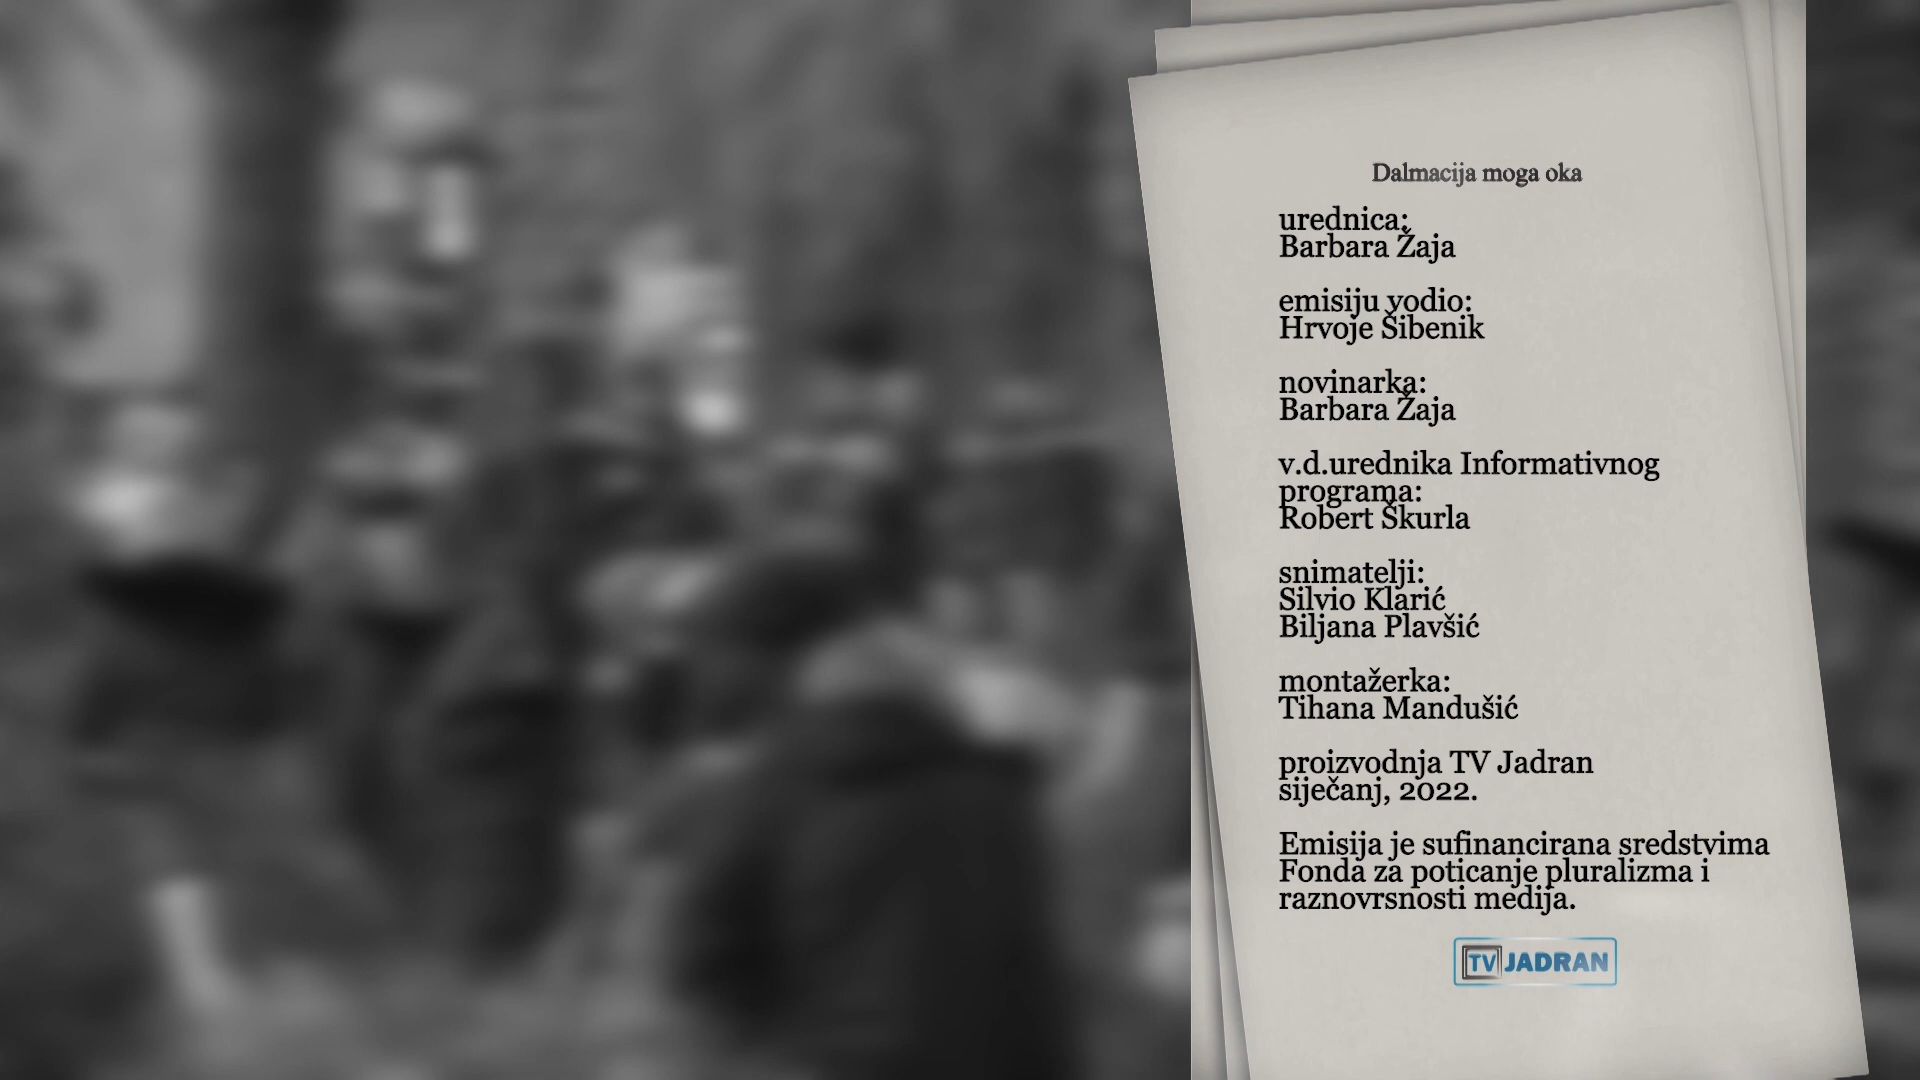 Dalmacija moga oka
urednica:
Barbara Žaja
emisiju vodio:
Hrvoje Šibenik
novinarka:
Barbara Žaja
v.d.urednika Informativnog
programa:
Robert Škurla
snimatelji:
Silvio Klarić
Biljana Plavšić
montažerka:
Tihana Mandušić
proizvodnja TV Jadran
siječanj, 2022.
Emisija je sufinancirana sredstvima
Fonda za poticanje pluralizma i
raznovrsnosti medija.
TV JADRAN